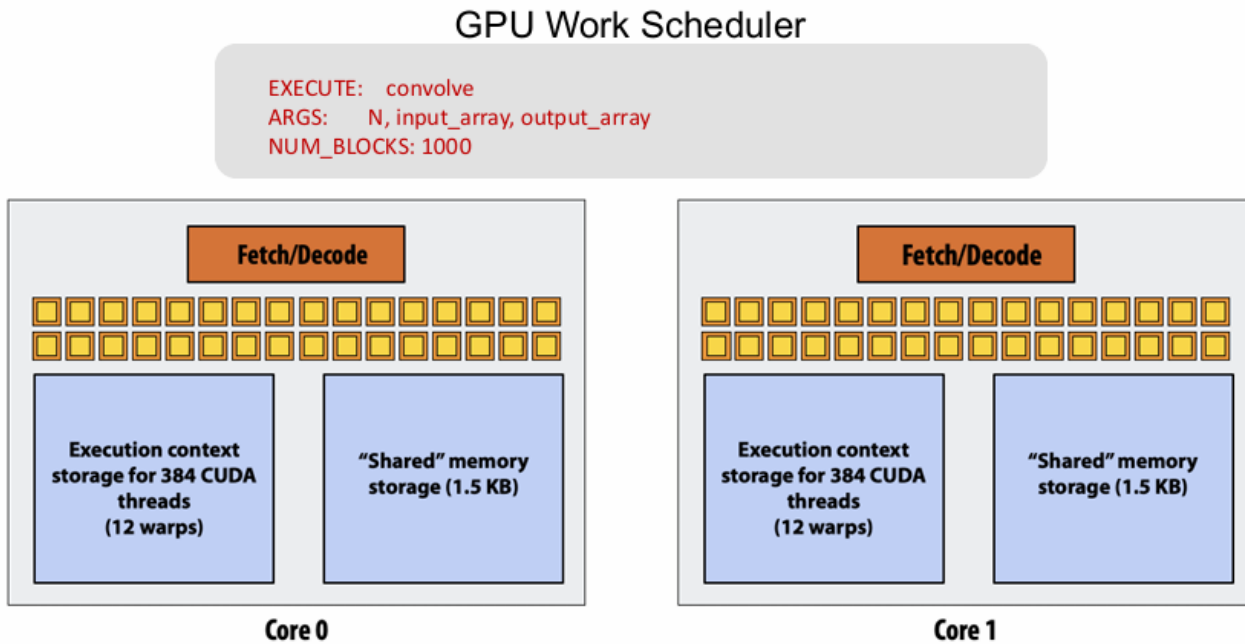 GPU Work Scheduler
EXECUTE: convolve
ARGS: N, input_array, output_array
NUM_BLOCKS: 1000
Fetch/Decode
Execution context
storage for 384 CUDA
threads
(12 warps)
“Shared” memory
storage (1.5 KB)
Core 0
Fetch/Decode
Execution context
storage for 384 CUDA
threads
(12 warps)
“Shared” memory
storage (1.5 KB)
Core 1